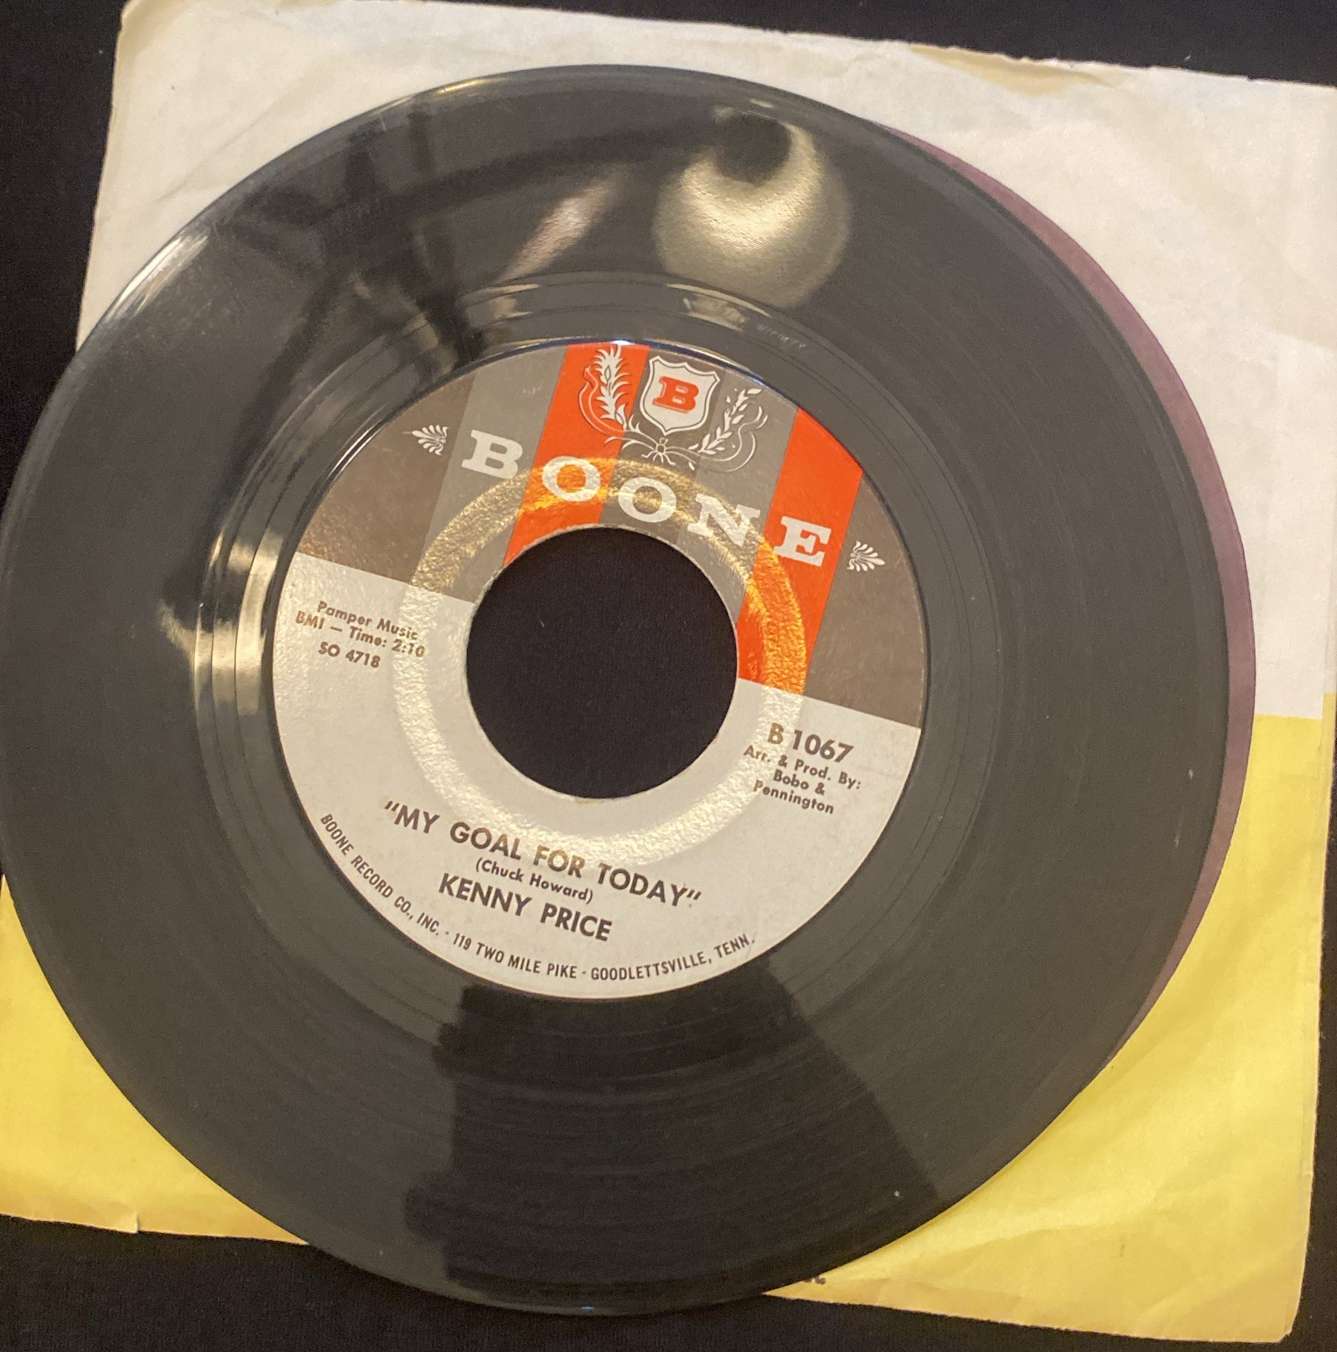 B
BOONE
Pamper Music
BMI — Time: 2:10
SO 4718
B 1067
Arr. & Prod. By:
Bobo &
Pennington
"MY GOAL FOR TODAY"
(Chuck Howard)
KENNY PRICE
BOONE RECORD CO., INC. - 119 TWO MILE PIKE - GOODLETTSVILLE, TENN.